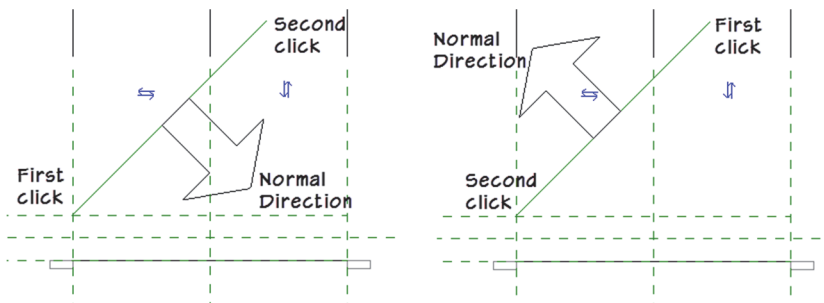 Second
click
First
click
Normal
Direction
Normal
Direction
First
click
Second
click